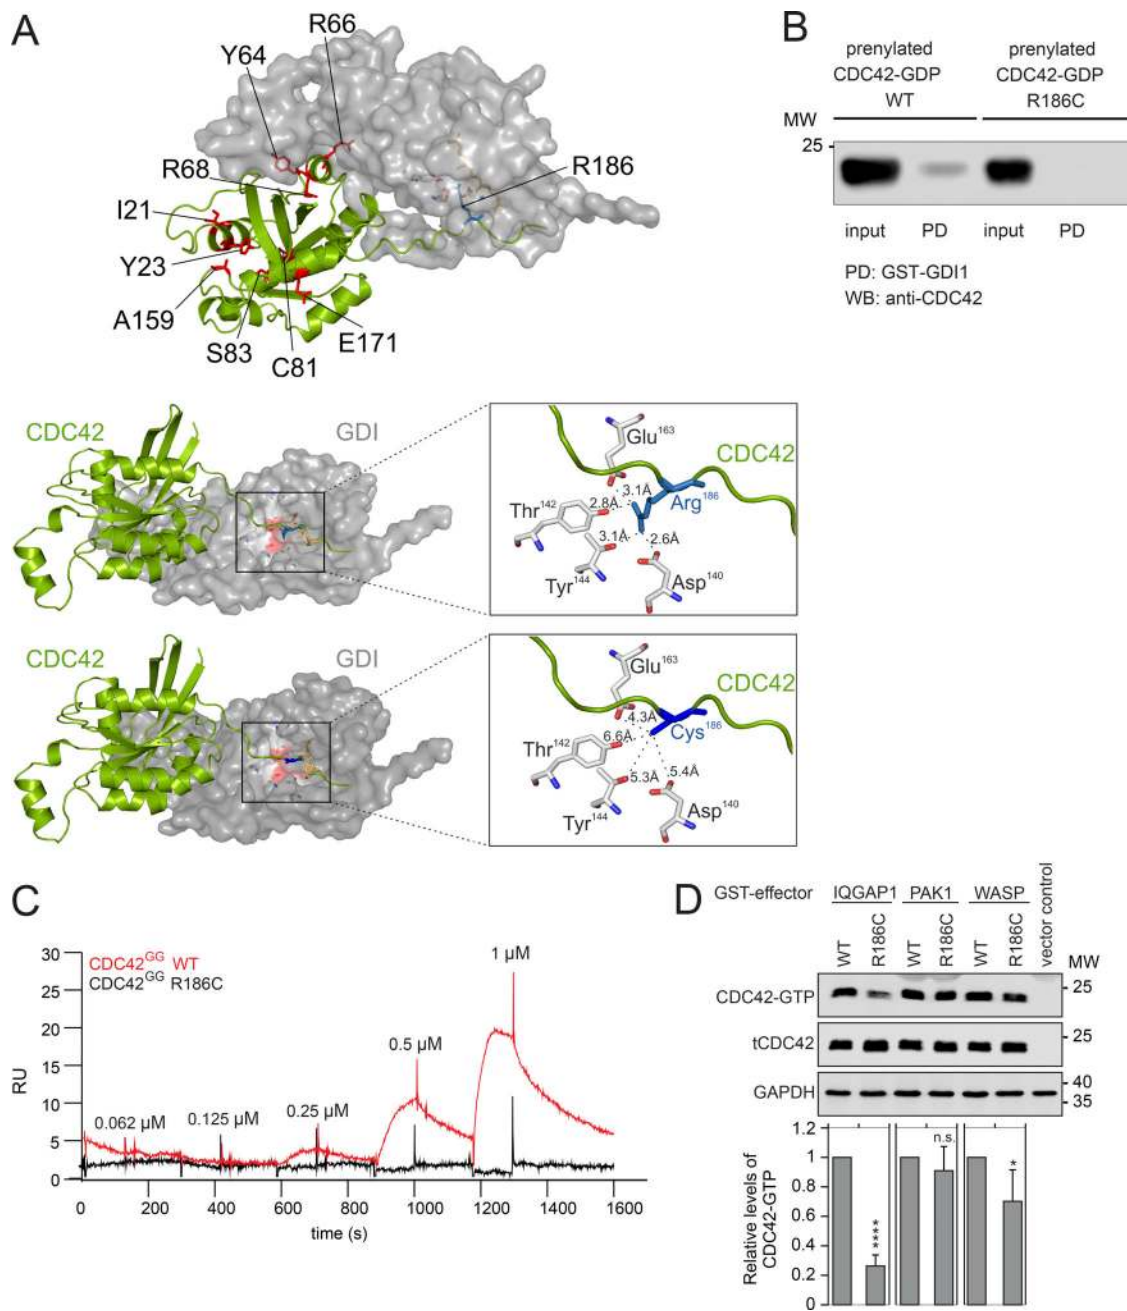 A
R66
Y64
R68
R186
I21
Y23
A159
S83
C81
E171
B
prenylated CDC42-GDP WT
prenylated CDC42-GDP R186C
MW
25
input PD input PD
PD: GST-GDI1
WB: anti-CDC42
CDC42
GDI
Glu163
CDC42
3.1Å
Arg186
2.8Å
Thr142
3.1Å
2.6Å
Tyr144
Asp140
CDC42
GDI
Glu163
CDC42
4.3Å
Cys186
6.6Å
Thr142
5.3Å
5.4Å
Tyr144
Asp140
C
CDC42GG WT
CDC42GG R186C
0.062 µM
0.125 µM
0.25 µM
0.5 µM
1 µM
30
25
20
15
10
5
0
RU
0 200 400 600 800 1000 1200 1400 1600
time (s)
D
GST-effector IQGAP1 PAK1 WASP
WT R186C WT R186C WT R186C vector control
MW
CDC42-GTP 25
tCDC42 25
GAPDH 40
35
1.2
1
0.8
0.6
0.4
0.2
0
Relative levels of
CDC42-GTP
****
n.s.
*